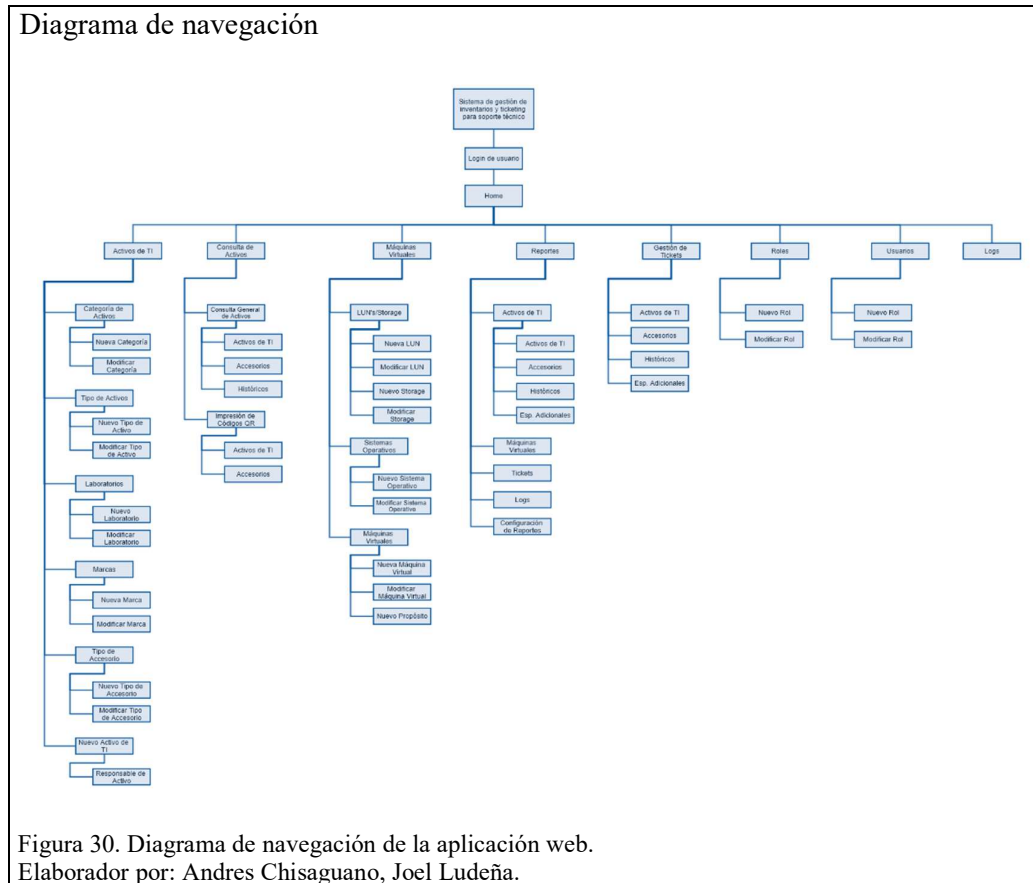 Diagrama de navegación
Sistema de gestión de
inventarios y ticketing
para soporte técnico
Login de usuario
Home
Activos de TI
Categoría de
Activos
Nueva Categoría
Modificar
Categoría
Tipo de Activos
Nuevo Tipo de
Activo
Modificar Tipo
de Activo
Laboratorios
Nuevo
Laboratorio
Modificar
Laboratorio
Marcas
Nueva Marca
Modificar Marca
Tipo de
Accesorio
Nuevo Tipo de
Accesorio
Modificar Tipo
de Accesorio
Nuevo Activo de
TI
Responsable de
Activo
Consulta de
Activos
Consulta General
de Activos
Activos de TI
Accesorios
Históricos
Impresión de
Códigos QR
Activos de TI
Accesorios
Máquinas
Virtuales
LUN's/Storage
Nueva LUN
Modificar LUN
Nuevo Storage
Modificar
Storage
Sistemas
Operativos
Nuevo Sistema
Operativo
Modificar Sistema
Operativo
Máquinas
Virtuales
Nueva Máquina
Virtual
Modificar
Máquina Virtual
Nuevo Propósito
Reportes
Activos de TI
Activos de TI
Accesorios
Históricos
Esp. Adicionales
Máquinas
Virtuales
Tickets
Logs
Configuración
de Reportes
Gestión de
Tickets
Activos de TI
Accesorios
Históricos
Esp. Adicionales
Roles
Nuevo Rol
Modificar Rol
Usuarios
Nuevo Rol
Modificar Rol
Logs
Figura 30. Diagrama de navegación de la aplicación web.
Elaborador por: Andres Chisaguano, Joel Ludeña.